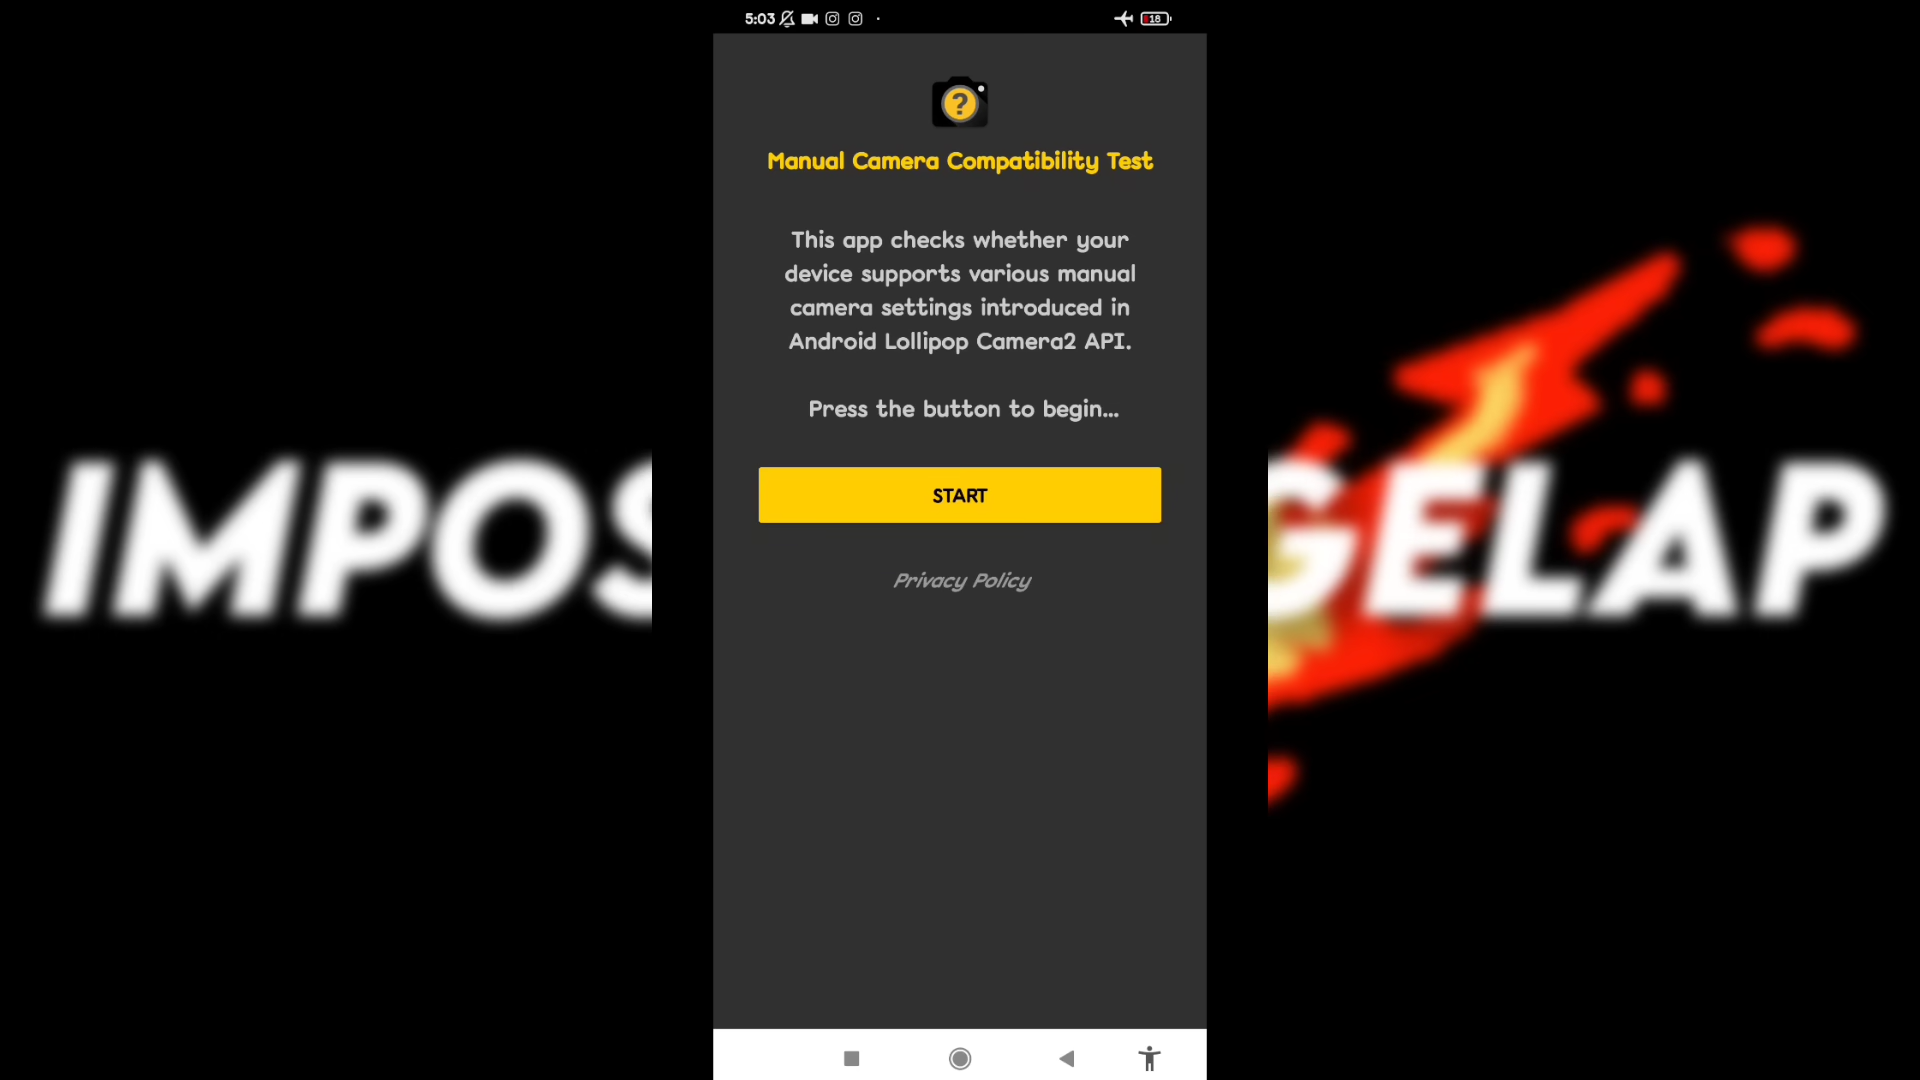 5:03
18
?
Manual Camera Compatibility Test
This app checks whether your
device supports various manual
camera settings introduced in
Android Lollipop Camera2 API.
Press the button to begin...
START
Privacy Policy
IMPOS
GELAP